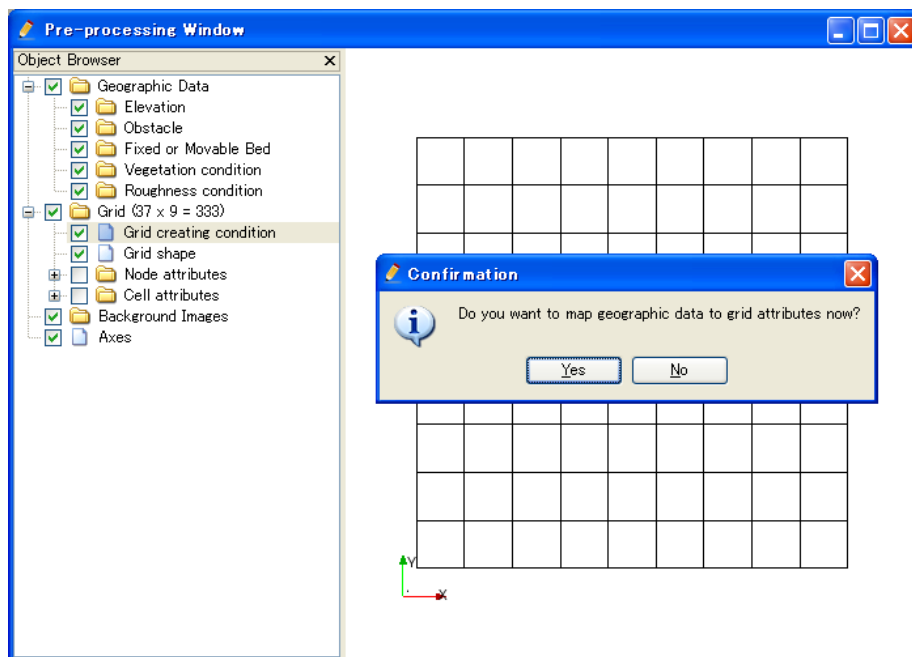 Pre-processing Window
Object Browser
Geographic Data
Elevation
Obstacle
Fixed or Movable Bed
Vegetation condition
Roughness condition
Grid (37 x 9 = 333)
Grid creating condition
Grid shape
Node attributes
Cell attributes
Background Images
Axes
Confirmation
Do you want to map geographic data to grid attributes now?
Yes No
Y
X